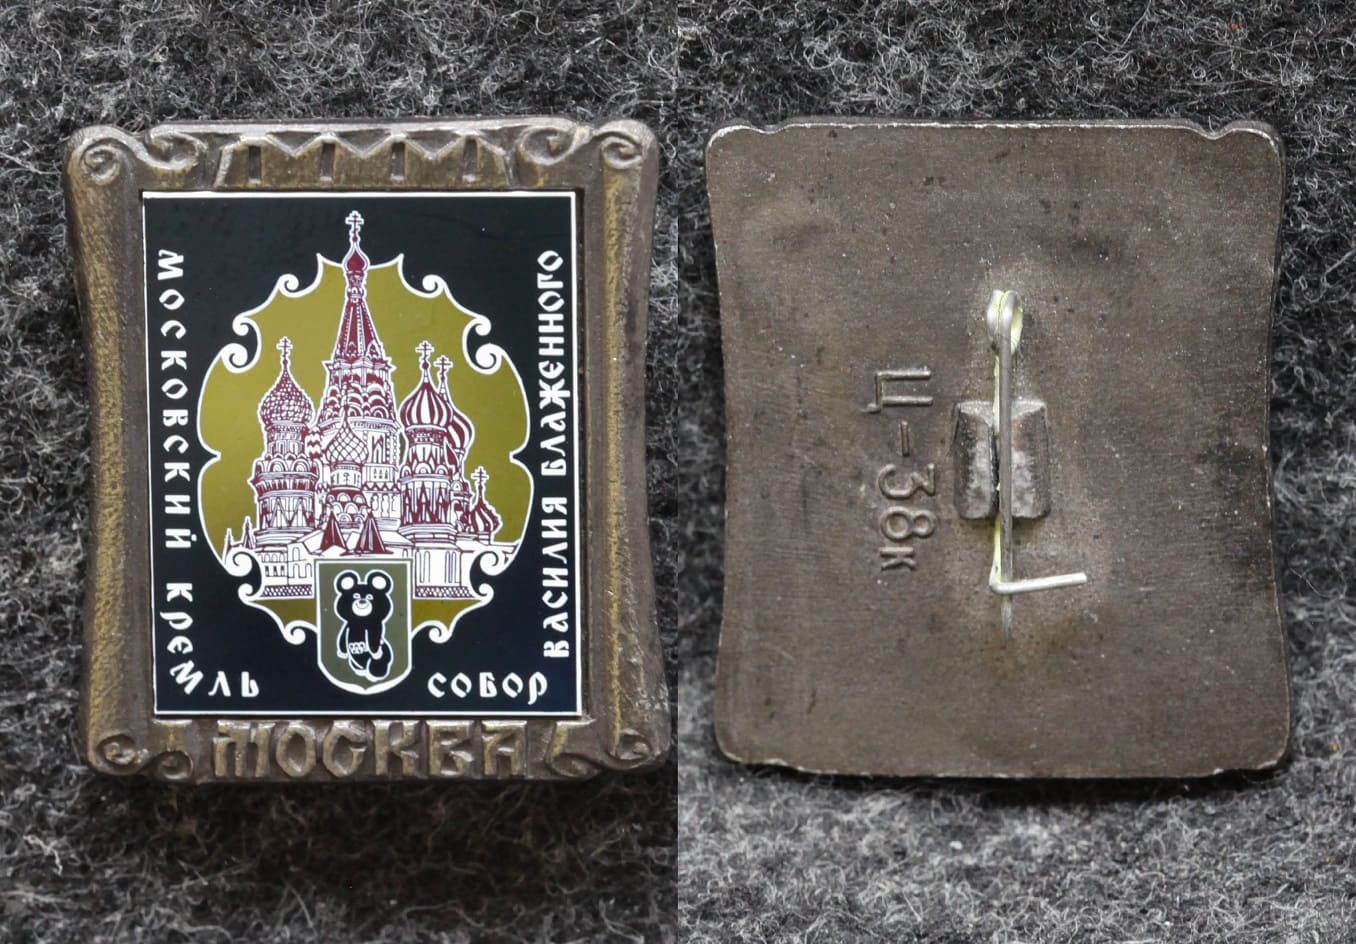 МОСКОВСКИЙ КРЕМЛЬ
СОБОР ВАСИЛИЯ БЛАЖЕННОГО
МОСКВА
Ц-38к